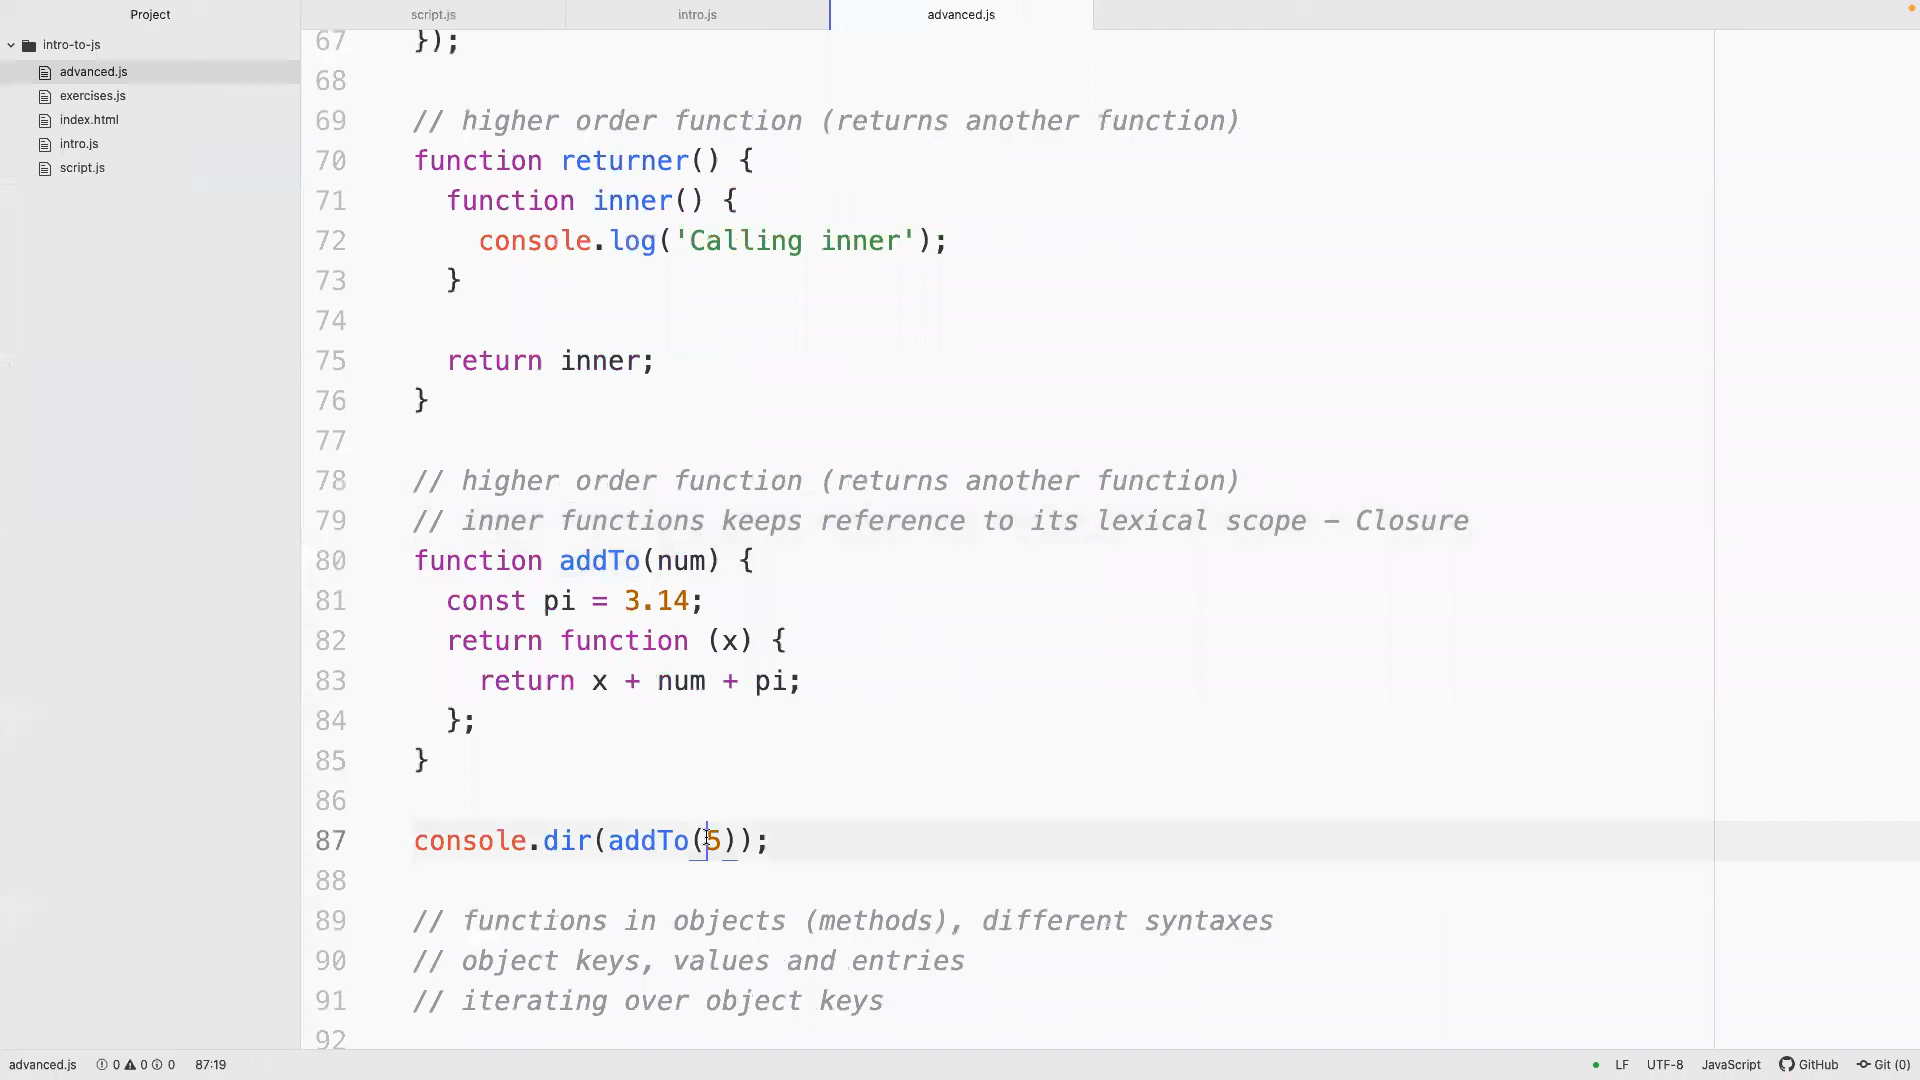 Project
script.js
intro.js
advanced.js
intro-to-js
advanced.js
exercises.js
index.html
intro.js
script.js
67 });
68
69 // higher order function (returns another function)
70 function returner() {
71 function inner() {
72 console.log('Calling inner');
73 }
74
75 return inner;
76 }
77
78 // higher order function (returns another function)
79 // inner functions keeps reference to its lexical scope - Closure
80 function addTo(num) {
81 const pi = 3.14;
82 return function (x) {
83 return x + num + pi;
84 };
85 }
86
87 console.dir(addTo(5));
88
89 // functions in objects (methods), different syntaxes
90 // object keys, values and entries
91 // iterating over object keys
92
advanced.js 0 0 0 87:19 LF UTF-8 JavaScript GitHub Git (0)